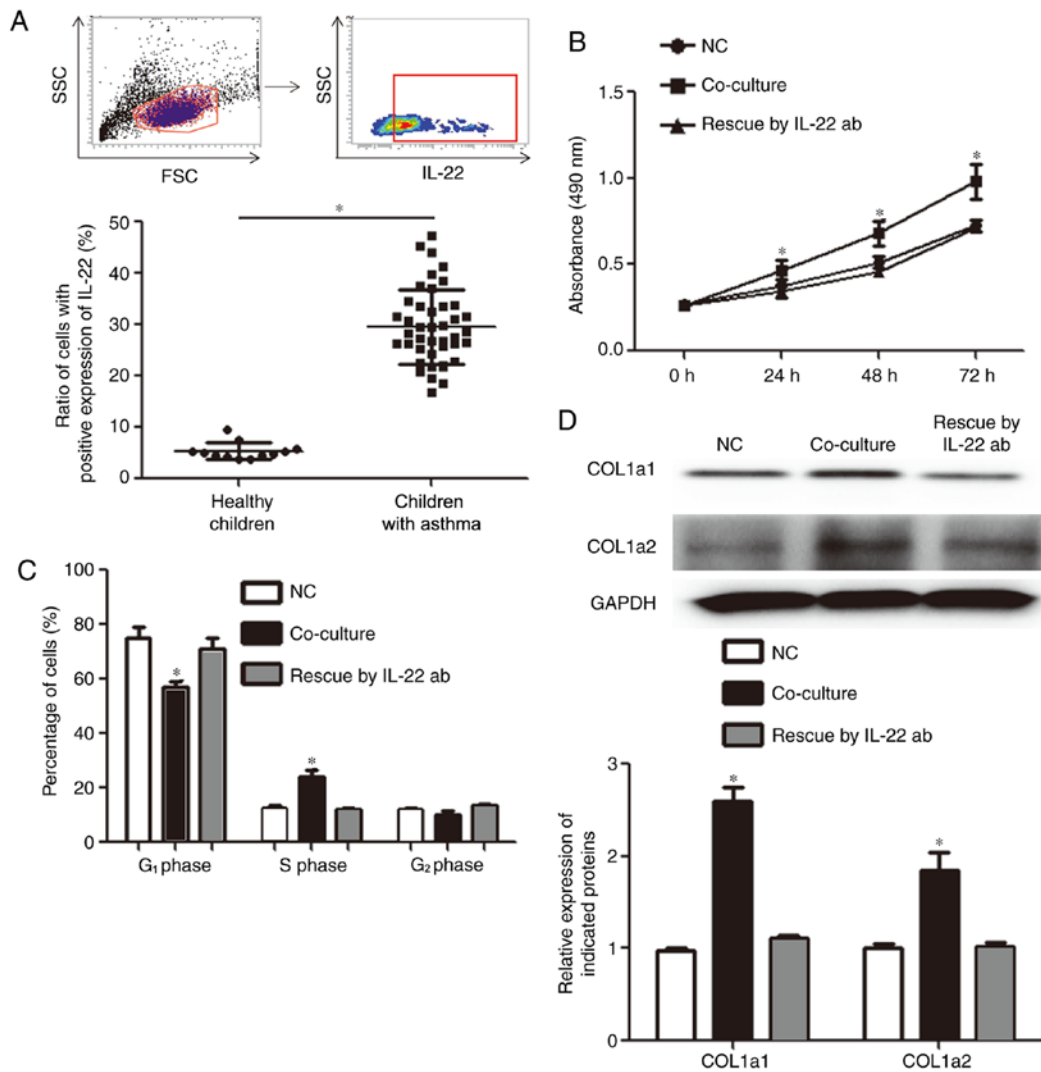 A
SSC
FSC
P1
SSC
IL-22
*
Ratio of cells with
positive expression of IL-22 (%)
50
40
30
20
10
0
Healthy
children
Children
with asthma
B
NC
Co-culture
Rescue by IL-22 ab
Absorbance (490 nm)
1.5
1.0
0.5
0.0
*
*
*
0 h
24 h
48 h
72 h
C
Percentage of cells (%)
100
80
60
40
20
0
NC
Co-culture
Rescue by IL-22 ab
*
*
G₁ phase
S phase
G₂ phase
D
NC
Co-culture
Rescue by
IL-22 ab
COL1a1
COL1a2
GAPDH
NC
Co-culture
Rescue by IL-22 ab
Relative expression of
indicated proteins
3
2
1
0
*
*
COL1a1
COL1a2